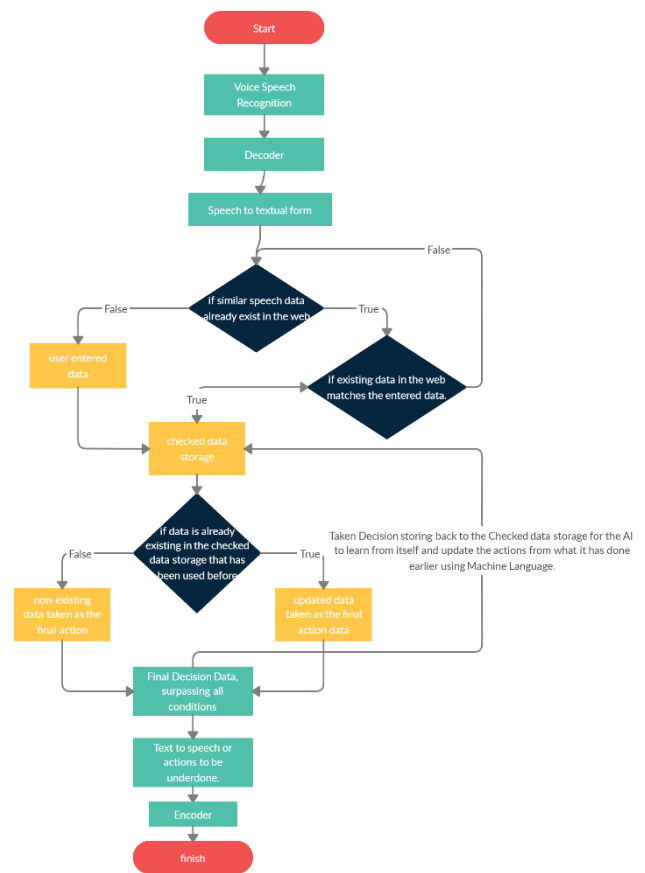 Start
Voice Speech
Recognition
Decoder
Speech to textual form
False
if similar speech data
already exist in the web
False
True
user entered
data
if existing data in the web
matches the entered data.
True
checked data
storage
if data is already
existing in the checked
data storage that has
been used before
False
True
Taken Decision storing back to the Checked data storage for the AI
to learn from itself and update the actions from what it has done
earlier using Machine Language.
non-existing
data taken as the
final action
updated data
taken as the final
action data
Final Decision Data,
surpassing all
conditions
Text to speech or
actions to be
underdone.
Encoder
finish